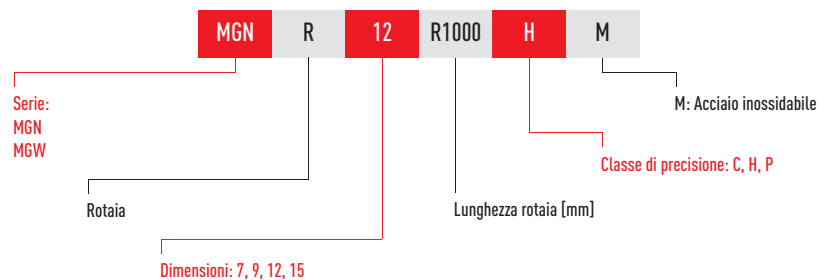 MGN R 12 R1000 H M
Serie:
MGN
MGW
M: Acciaio inossidabile
Classe di precisione: C, H, P
Rotaia
Lunghezza rotaia [mm]
Dimensioni: 7, 9, 12, 15